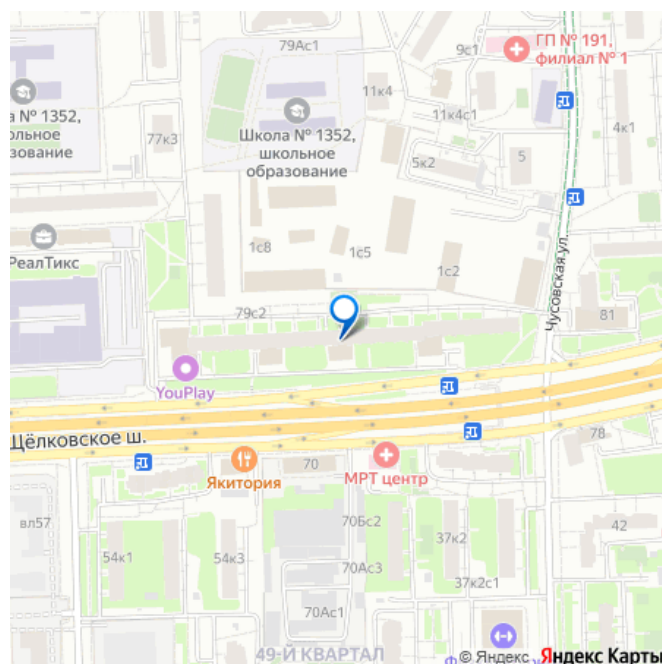 79Ас1
9с1
ГП № 191,
филиал № 1
11к4
11к4с1
а № 1352,
ольное
зование
77к3
Школа № 1352,
школьное
образование
5к2
5
4к1
РеалТикс
1с8
1с5
1с2
Чусовская ул.
79с2
81
YouPlay
Щёлковское ш.
Якитория
70
МРТ центр
78
вл57
54к1
54к3
70Бс2
70Ас3
70Ас1
37к2
37к2с1
42
49-Й КВАРТАЛ
© Яндекс
Яндекс Карты